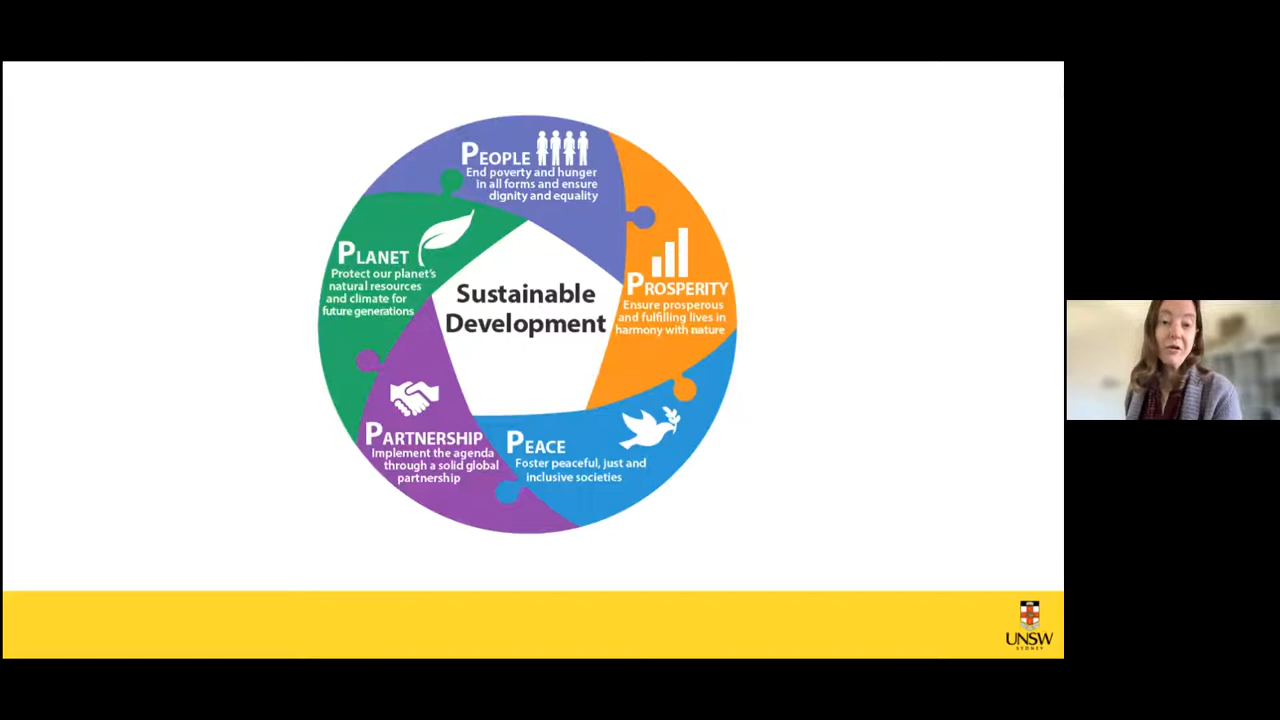 PEOPLE
End poverty and hunger
in all forms and ensure
dignity and equality
PROSPERITY
Ensure prosperous
and fulfilling lives in
harmony with nature
PEACE
Foster peaceful, just and
inclusive societies
PARTNERSHIP
Implement the agenda
through a solid global
partnership
PLANET
Protect our planet's
natural resources
and climate for
future generations
Sustainable
Development
UNSW
SYDNEY